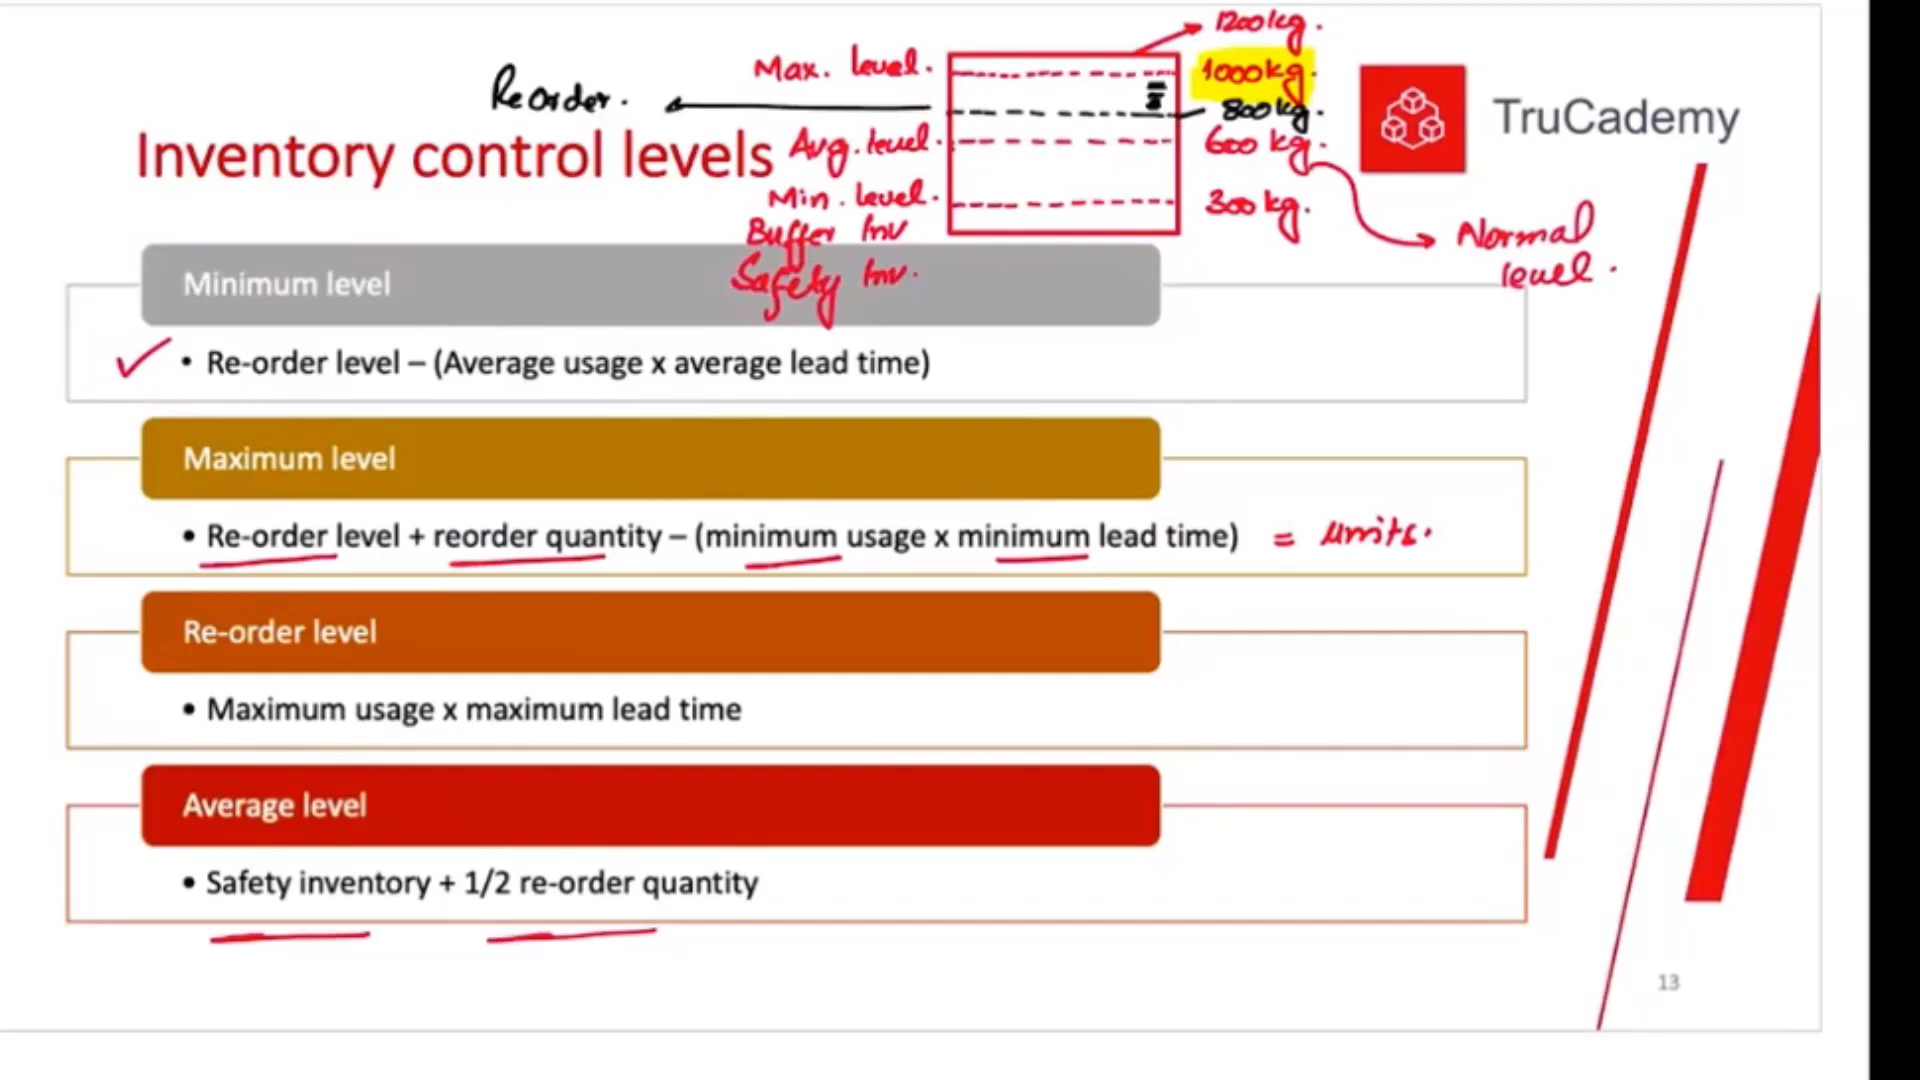 1200kg.
Max. level.
1000kg.
Reorder.
800kg.
TruCademy
Inventory control levels
Avg. level.
600 kg.
Min. level.
300 kg.
Buffer Inv
Safety Inv.
Normal
level.
Minimum level
• Re-order level – (Average usage x average lead time)
Maximum level
• Re-order level + reorder quantity – (minimum usage x minimum lead time) = units.
Re-order level
• Maximum usage x maximum lead time
Average level
• Safety inventory + 1/2 re-order quantity
13